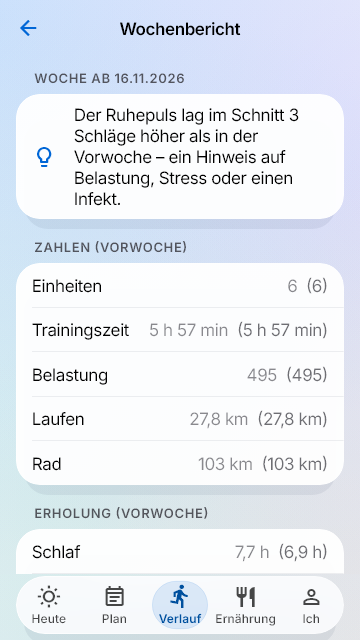 Wochenbericht
WOCHE AB 16.11.2026
Der Ruhepuls lag im Schnitt 3
Schläge höher als in der
Vorwoche – ein Hinweis auf
Belastung, Stress oder einen
Infekt.
ZAHLEN (VORWOCHE)
Einheiten 6 (6)
Trainingszeit 5 h 57 min (5 h 57 min)
Belastung 495 (495)
Laufen 27,8 km (27,8 km)
Rad 103 km (103 km)
ERHOLUNG (VORWOCHE)
Schlaf 7,7 h (6,9 h)
Heute Plan Verlauf Ernährung Ich